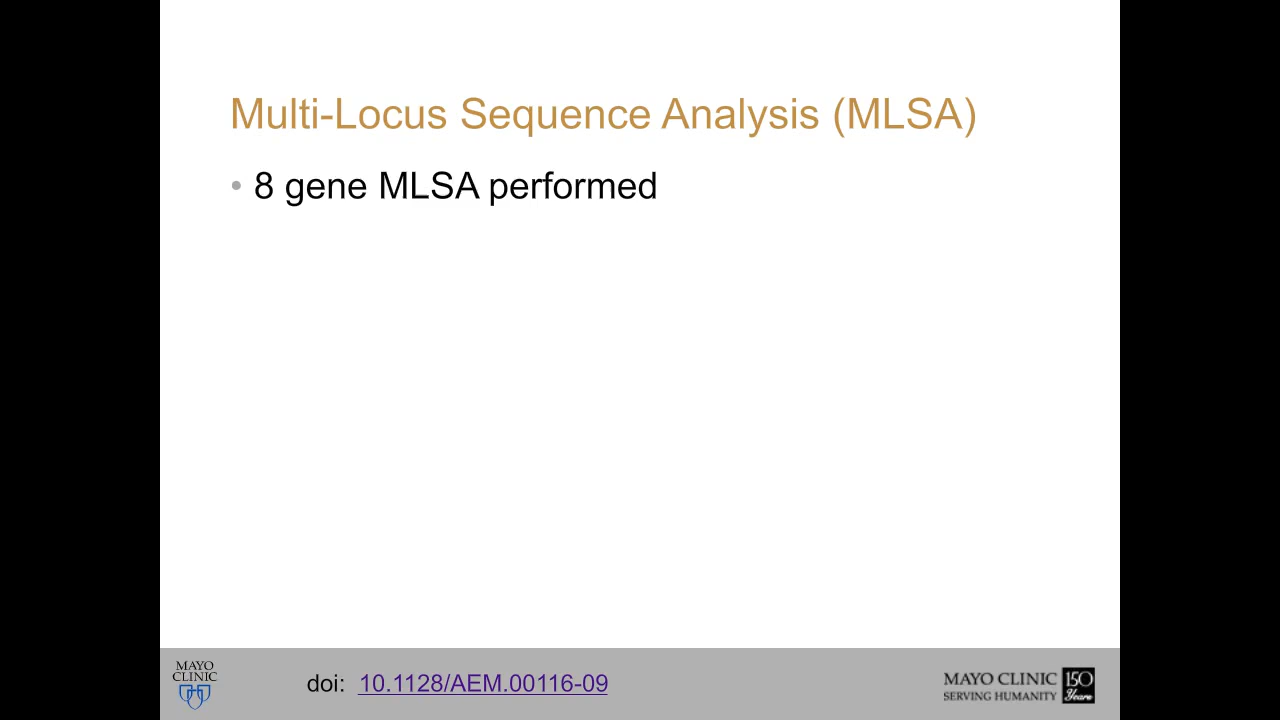 Multi-Locus Sequence Analysis (MLSA)
• 8 gene MLSA performed
MAYO
CLINIC
doi: 10.1128/AEM.00116-09
MAYO CLINIC
SERVING HUMANITY
150
Years